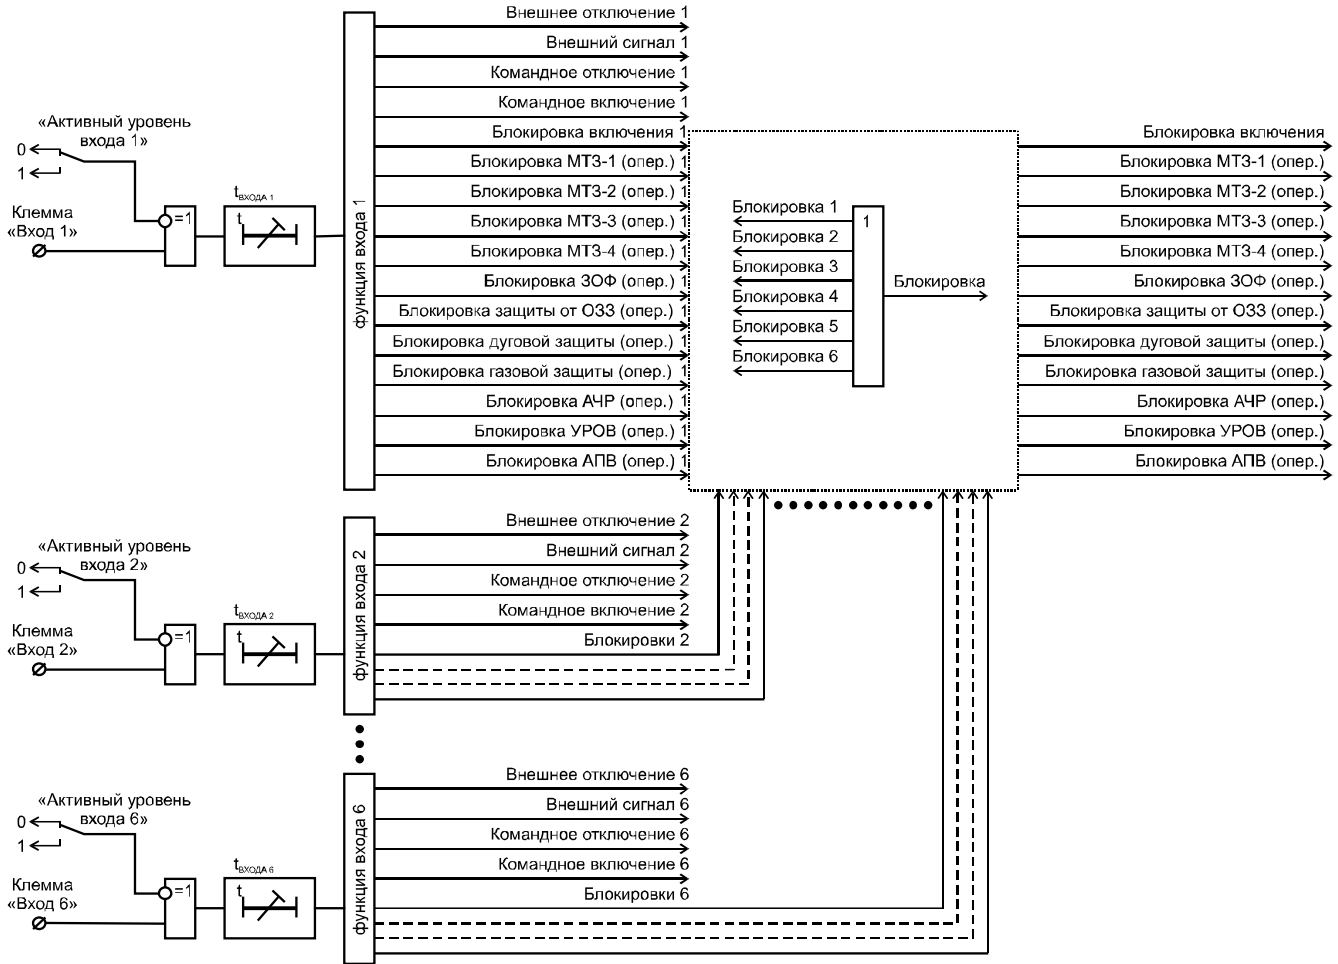 Внешнее отключение 1
Внешний сигнал 1
Командное отключение 1
Командное включение 1
Блокировка включения 1
Блокировка МТЗ-1 (опер.) 1
Блокировка МТЗ-2 (опер.) 1
Блокировка МТЗ-3 (опер.) 1
Блокировка МТЗ-4 (опер.) 1
Блокировка ЗОФ (опер.) 1
Блокировка защиты от ОЗЗ (опер.) 1
Блокировка дуговой защиты (опер.) 1
Блокировка газовой защиты (опер.) 1
Блокировка АЧР (опер.) 1
Блокировка УРОВ (опер.) 1
Блокировка АПВ (опер.) 1
«Активный уровень
входа 1»
0
1
Клемма
«Вход 1»
=1
tВХОДА 1
t
функция входа 1
Блокировка 1
Блокировка 2
Блокировка 3
Блокировка 4
Блокировка 5
Блокировка 6
1
Блокировка
Блокировка включения
Блокировка МТЗ-1 (опер.)
Блокировка МТЗ-2 (опер.)
Блокировка МТЗ-3 (опер.)
Блокировка МТЗ-4 (опер.)
Блокировка ЗОФ (опер.)
Блокировка защиты от ОЗЗ (опер.)
Блокировка дуговой защиты (опер.)
Блокировка газовой защиты (опер.)
Блокировка АЧР (опер.)
Блокировка УРОВ (опер.)
Блокировка АПВ (опер.)
«Активный уровень
входа 2»
0
1
Клемма
«Вход 2»
=1
tВХОДА 2
t
функция входа 2
Внешнее отключение 2
Внешний сигнал 2
Командное отключение 2
Командное включение 2
Блокировки 2
«Активный уровень
входа 6»
0
1
Клемма
«Вход 6»
=1
tВХОДА 6
t
функция входа 6
Внешнее отключение 6
Внешний сигнал 6
Командное отключение 6
Командное включение 6
Блокировки 6